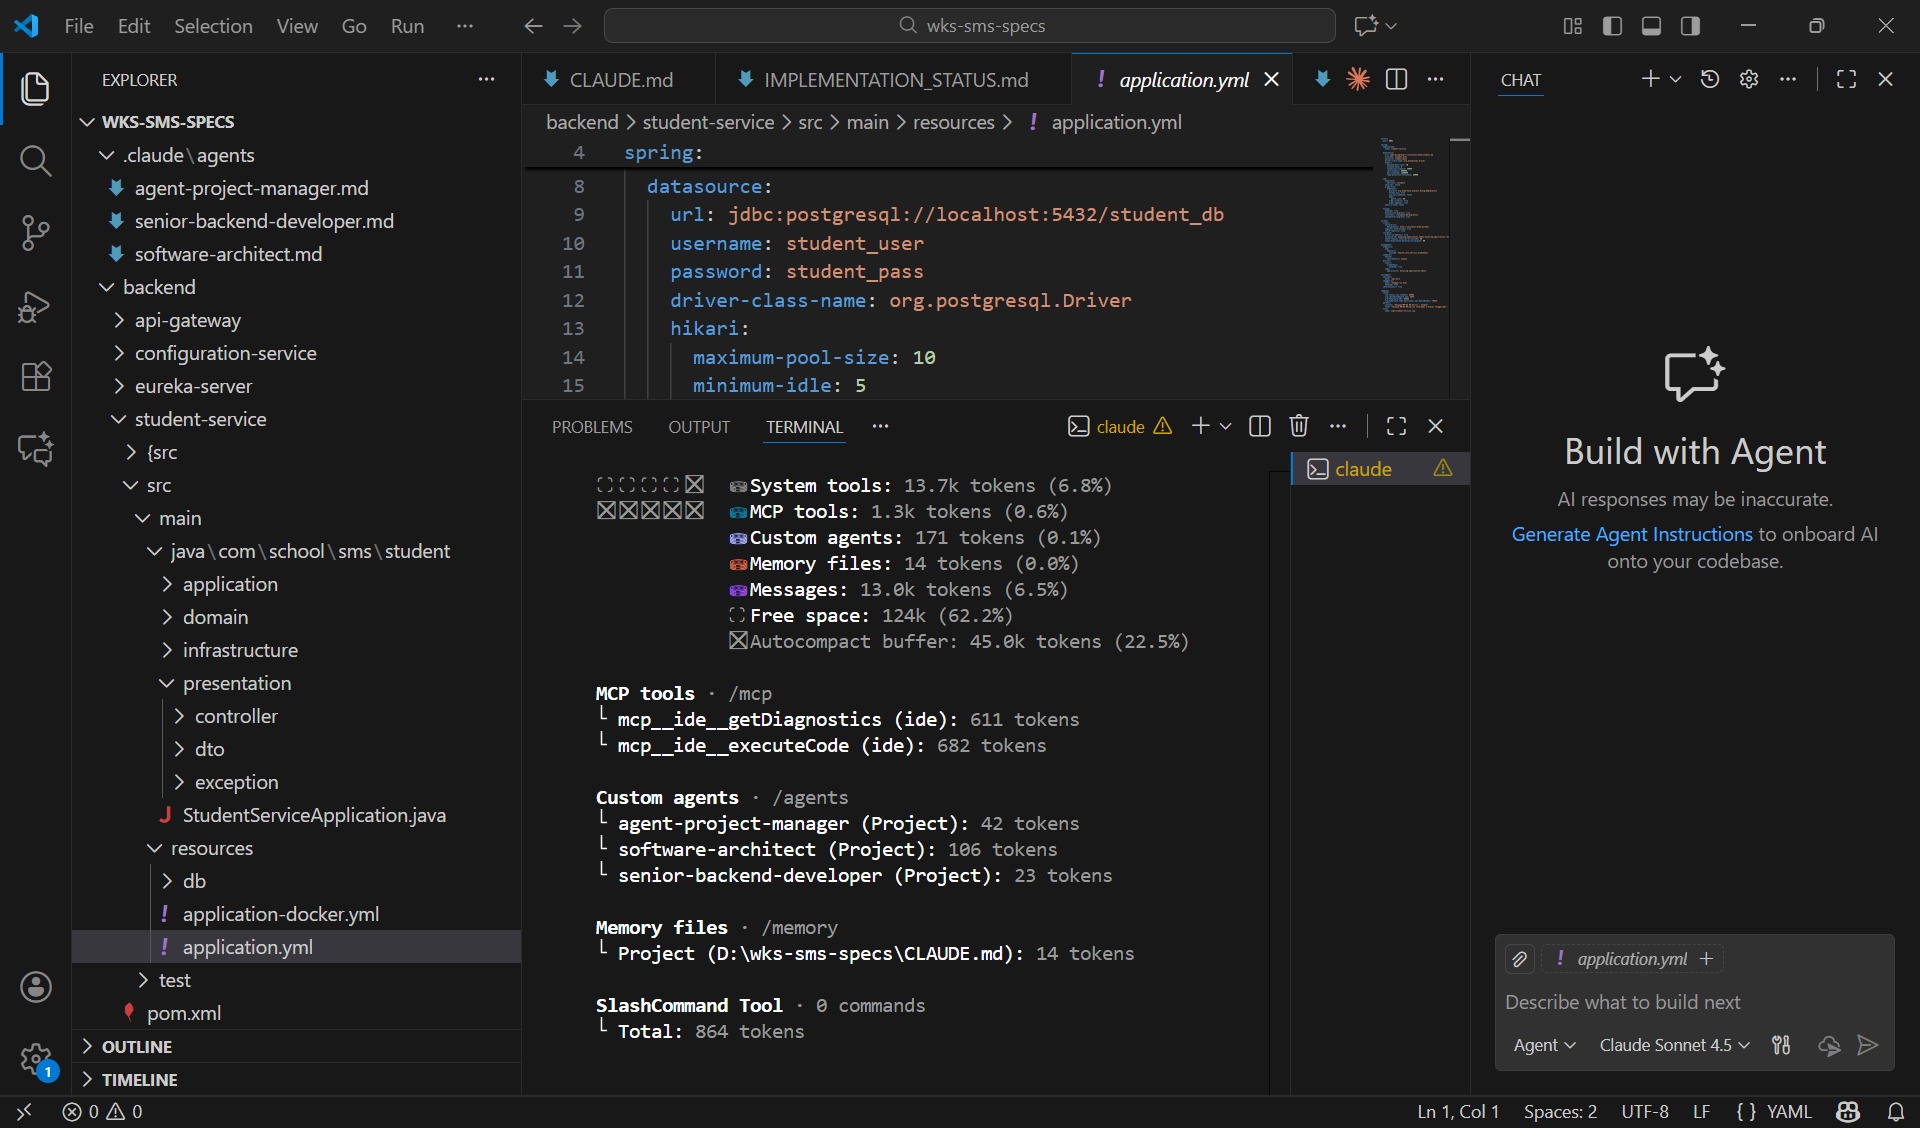 File Edit Selection View Go Run ···
wks-sms-specs
EXPLORER
WKS-SMS-SPECS
.claude\agents
agent-project-manager.md
senior-backend-developer.md
software-architect.md
backend
api-gateway
configuration-service
eureka-server
student-service
{src
src
main
java\com\school\sms\student
application
domain
infrastructure
presentation
controller
dto
exception
J StudentServiceApplication.java
resources
db
! application-docker.yml
! application.yml
test
pom.xml
OUTLINE
TIMELINE
1
CLAUDE.md
IMPLEMENTATION_STATUS.md
! application.yml
backend > student-service > src > main > resources > ! application.yml
4 spring:
8 datasource:
9 url: jdbc:postgresql://localhost:5432/student_db
10 username: student_user
11 password: student_pass
12 driver-class-name: org.postgresql.Driver
13 hikari:
14 maximum-pool-size: 10
15 minimum-idle: 5
PROBLEMS OUTPUT TERMINAL ···
claude
claude
System tools: 13.7k tokens (6.8%)
MCP tools: 1.3k tokens (0.6%)
Custom agents: 171 tokens (0.1%)
Memory files: 14 tokens (0.0%)
Messages: 13.0k tokens (6.5%)
Free space: 124k (62.2%)
Autocompact buffer: 45.0k tokens (22.5%)
MCP tools · /mcp
└ mcp__ide__getDiagnostics (ide): 611 tokens
└ mcp__ide__executeCode (ide): 682 tokens
Custom agents · /agents
└ agent-project-manager (Project): 42 tokens
└ software-architect (Project): 106 tokens
└ senior-backend-developer (Project): 23 tokens
Memory files · /memory
└ Project (D:\wks-sms-specs\CLAUDE.md): 14 tokens
SlashCommand Tool · 0 commands
└ Total: 864 tokens
CHAT
Build with Agent
AI responses may be inaccurate.
Generate Agent Instructions to onboard AI
onto your codebase.
! application.yml +
Describe what to build next
Agent Claude Sonnet 4.5
0 0
Ln 1, Col 1 Spaces: 2 UTF-8 LF { } YAML